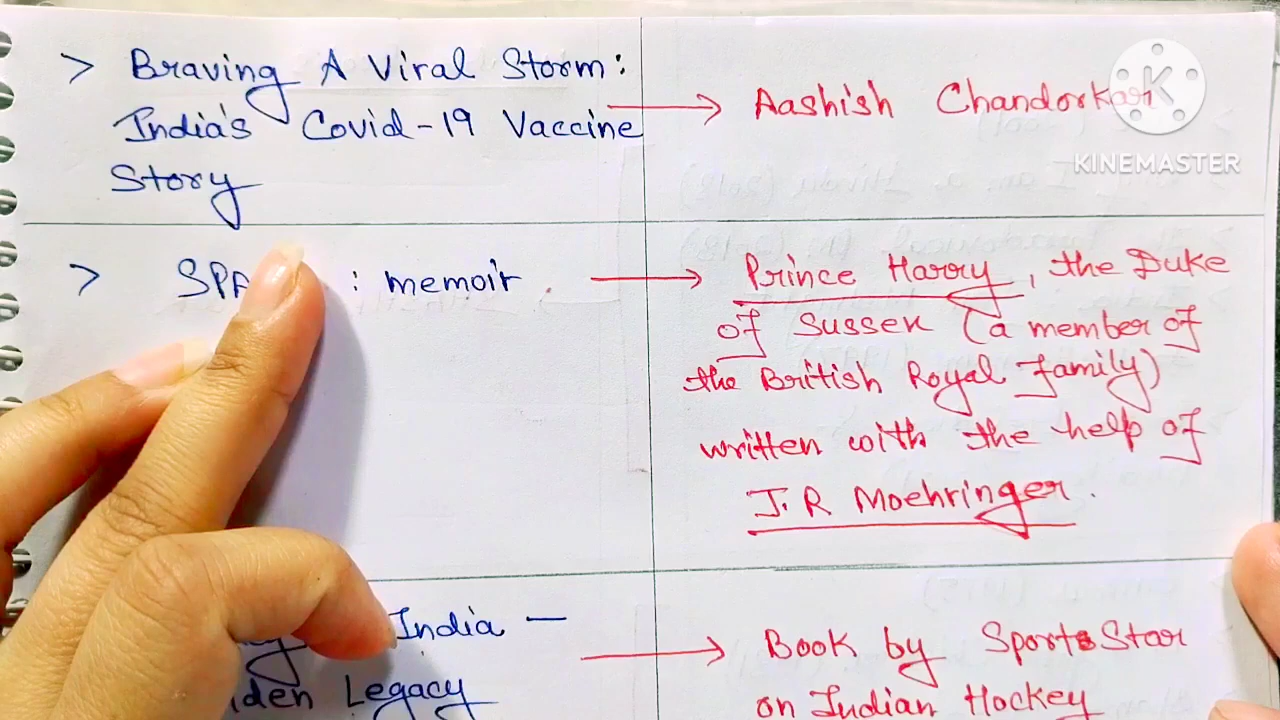 > Braving A Viral Storm:
India's Covid-19 Vaccine
Story
→ Aashish Chandorkar
KINEMASTER
> : memoir → Prince Harry, the Duke
of Sussex (a member of
the British Royal family)
written with the help of
J.R Moehringer.
India —
Legacy
→ Book by Sports Star
on Indian Hockey